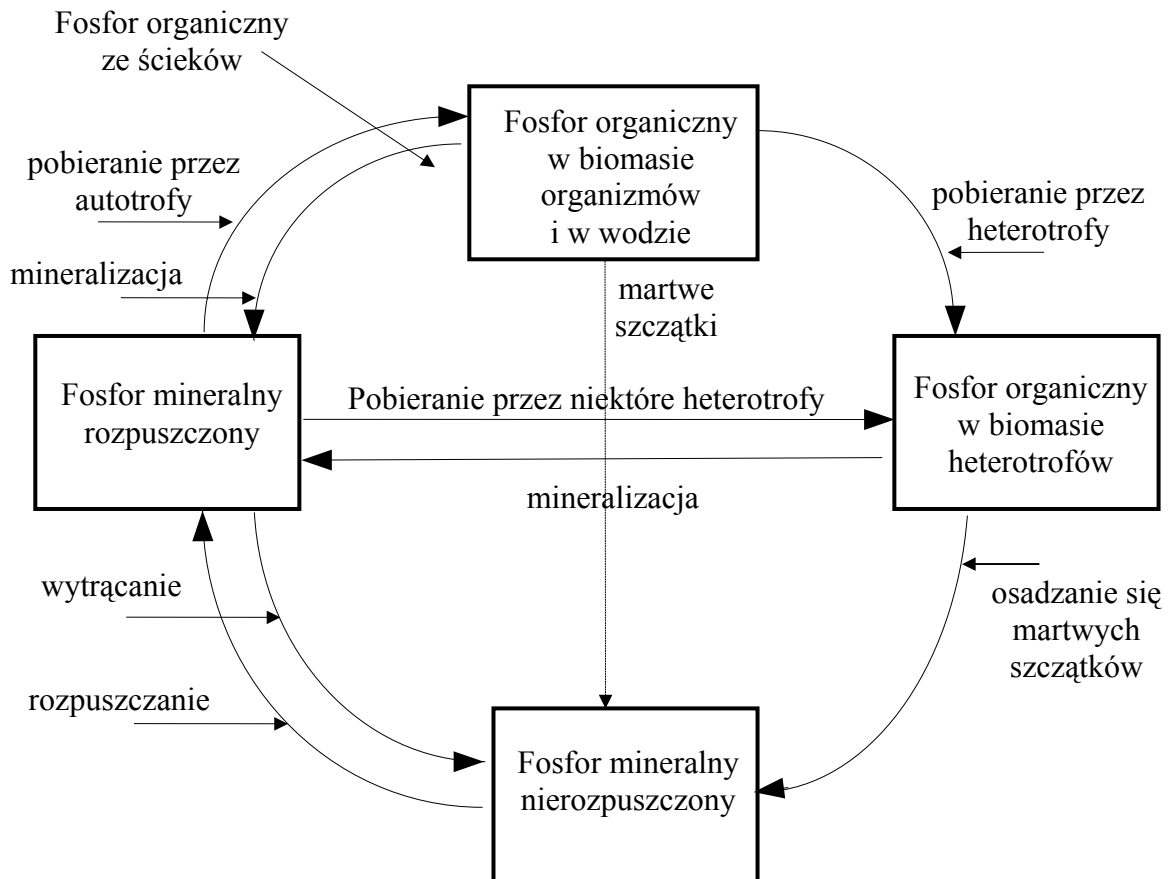 Fosfor organiczny
ze ścieków
Fosfor organiczny
w biomasie
organizmów
i w wodzie
pobieranie przez
autotrofy
pobieranie przez
heterotrofy
mineralizacja
martwe
szczątki
Fosfor mineralny
rozpuszczony
Pobieranie przez niektóre heterotrofy
Fosfor organiczny
w biomasie
heterotrofów
mineralizacja
wytrącanie
osadzanie się
martwych
szczątków
rozpuszczanie
Fosfor mineralny
nierozpuszczony